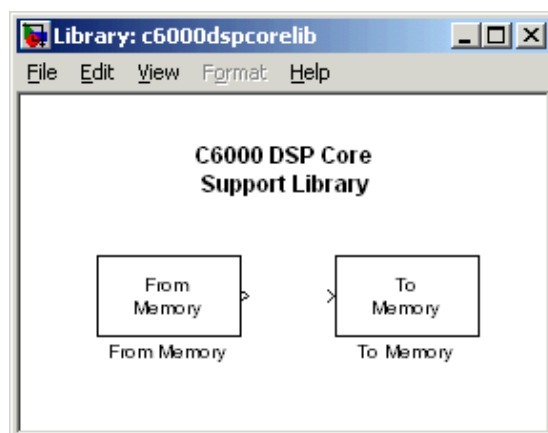 Library: c6000dspcorelib
File Edit View Format Help
C6000 DSP Core
Support Library
From
Memory
To
Memory
From Memory
To Memory